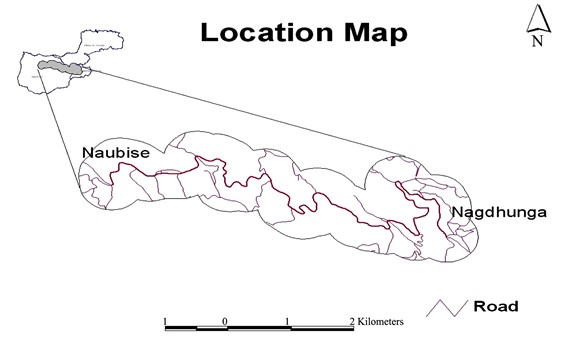 Location Map
N
Naubise
Nagdhunga
Road
1 0 1 2 Kilometers